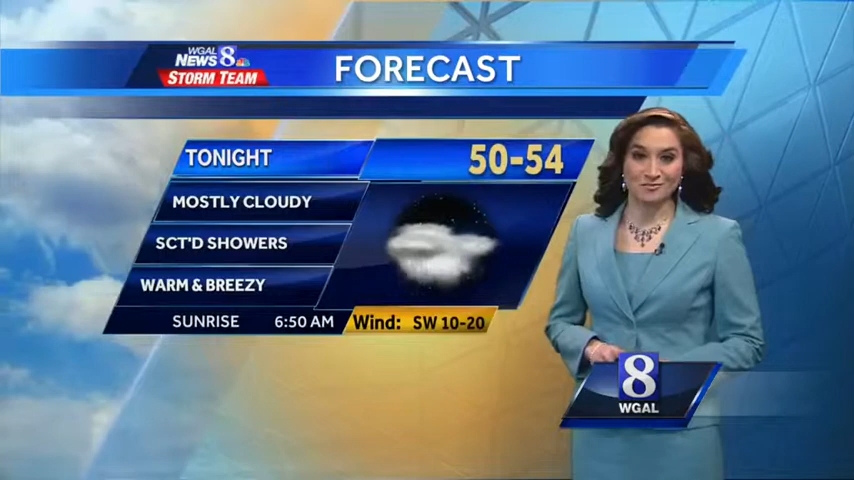 WGAL
NEWS 8
STORM TEAM
FORECAST
TONIGHT
50-54
MOSTLY CLOUDY
SCT'D SHOWERS
WARM & BREEZY
SUNRISE 6:50 AM
Wind: SW 10-20
8
WGAL